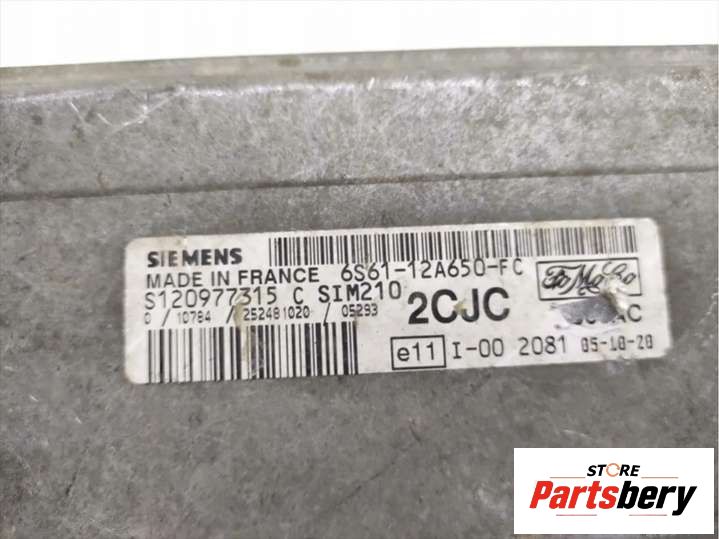 SIEMENS
MADE IN FRANCE 6S61-12A650-FC
S120977315 C SIM210
0 / 10784 / 252481020 / 05293
2CJC
FoMoCo
e11 I-00 2081 05-10-20
STORE
Partsbery